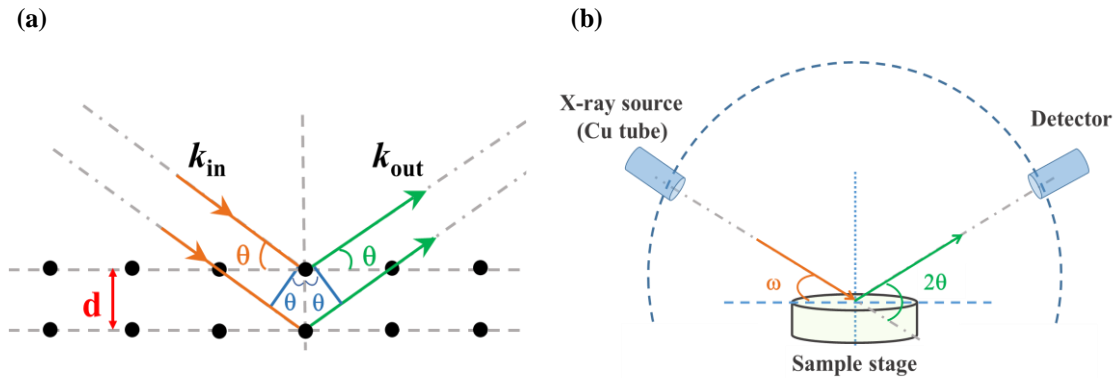 (a)
k_in
k_out
θ
θ
θ
θ
d
(b)
X-ray source
(Cu tube)
Detector
ω
2θ
Sample stage